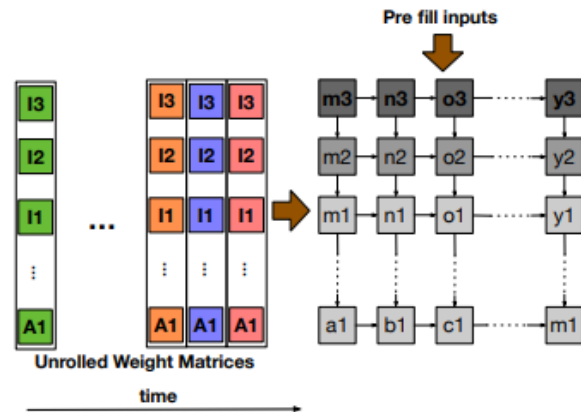 Pre fill inputs
I3 I3 I3 I3 m3 n3 o3 y3
I2 I2 I2 I2 m2 n2 o2 y2
I1 ... I1 I1 I1 m1 n1 o1 y1
A1 A1 A1 A1 a1 b1 c1 m1
Unrolled Weight Matrices
time